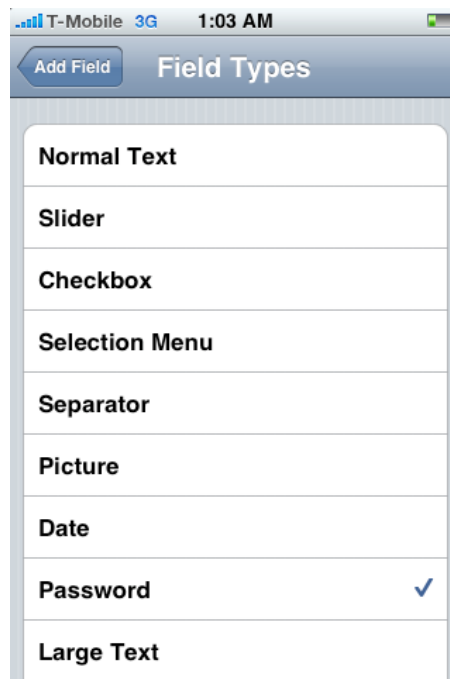 T-Mobile 3G 1:03 AM
Add Field Field Types
Normal Text
Slider
Checkbox
Selection Menu
Separator
Picture
Date
Password
Large Text